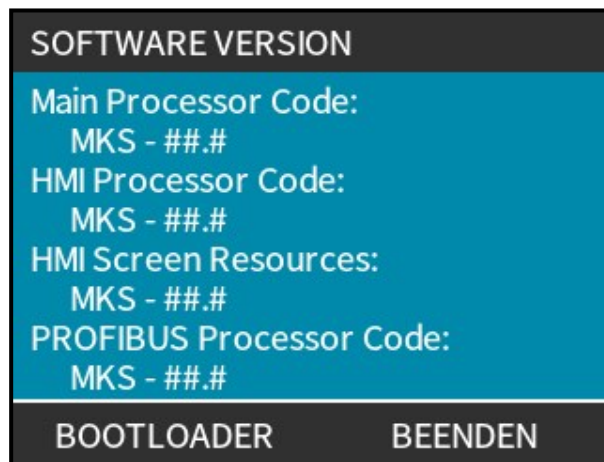 SOFTWARE VERSION
Main Processor Code:
MKS - ##.#
HMI Processor Code:
MKS - ##.#
HMI Screen Resources:
MKS - ##.#
PROFIBUS Processor Code:
MKS - ##.#
BOOTLOADER BEENDEN